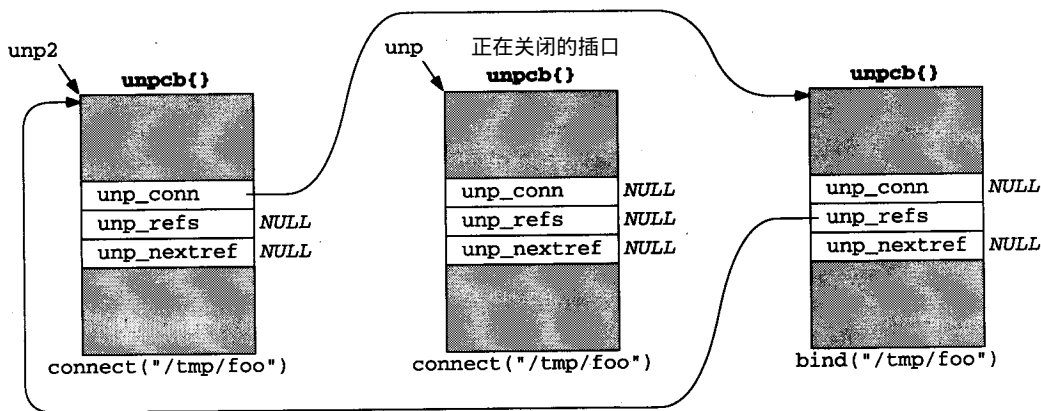 unp2
unpcb{}
unp_conn
unp_refs NULL
unp_nextref NULL
connect("/tmp/foo")
unp
正在关闭的插口
unpcb{}
unp_conn NULL
unp_refs NULL
unp_nextref NULL
connect("/tmp/foo")
unpcb{}
unp_conn NULL
unp_refs
unp_nextref NULL
bind("/tmp/foo")